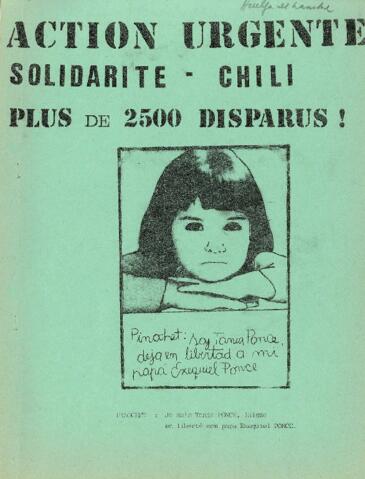 ACTION URGENTE
SOLIDARITE - CHILI
PLUS DE 2500 DISPARUS !
Pinochet: soy Tania Ponce,
deja en libertad a mi
papá Exequiel Ponce
PINOCHET : Je suis Tania PONCE, laisse
en liberté mon papa Exequiel PONCE.